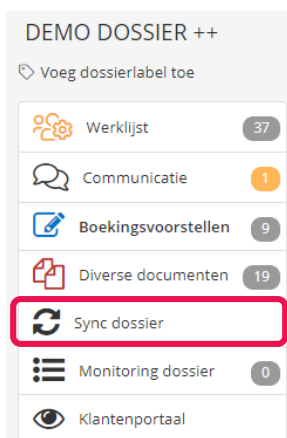 DEMO DOSSIER ++
Voeg dossierlabel toe
Werklijst 37
Communicatie 1
Boekingsvoorstellen 9
Diverse documenten 19
Sync dossier
Monitoring dossier 0
Klantenportaal